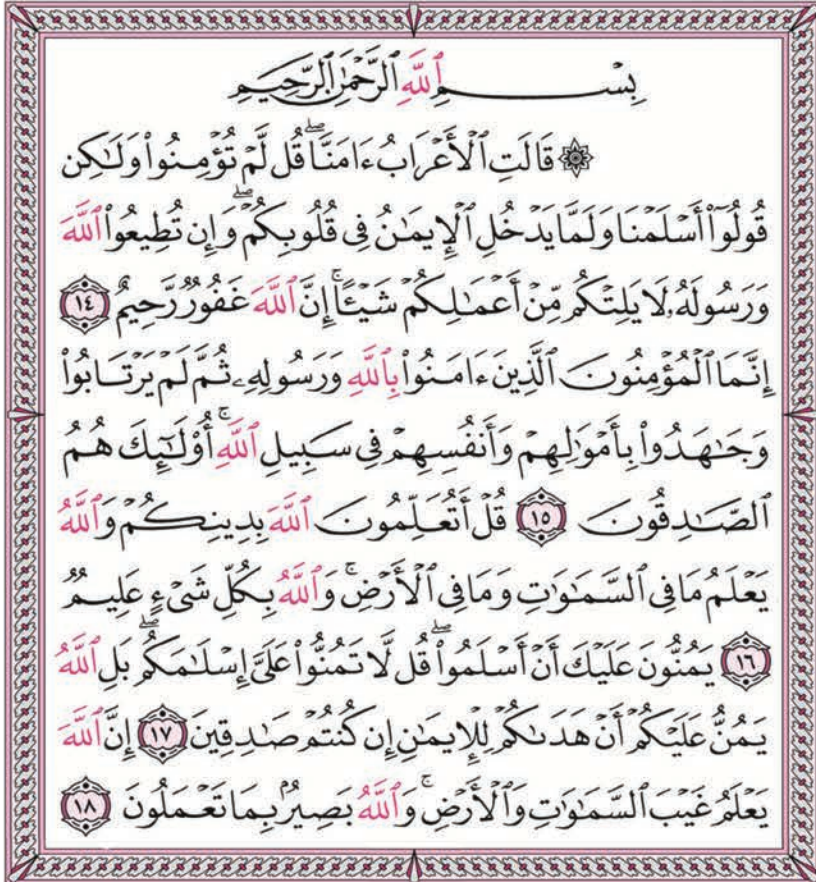 بِسْمِ ٱللَّهِ ٱلرَّحْمَٰنِ ٱلرَّحِيمِ
۞ قَالَتِ ٱلْأَعْرَابُ ءَامَنَّاۖ قُل لَّمْ تُؤْمِنُوا۟ وَلَٰكِن
قُولُوٓا۟ أَسْلَمْنَا وَلَمَّا يَدْخُلِ ٱلْإِيمَٰنُ فِى قُلُوبِكُمْۖ وَإِن تُطِيعُوا۟ ٱللَّهَ
وَرَسُولَهُۥ لَا يَلِتْكُم مِّنْ أَعْمَٰلِكُمْ شَيْـًٔاۚ إِنَّ ٱللَّهَ غَفُورٌ رَّحِيمٌ ١٤
إِنَّمَا ٱلْمُؤْمِنُونَ ٱلَّذِينَ ءَامَنُوا۟ بِٱللَّهِ وَرَسُولِهِۦ ثُمَّ لَمْ يَرْتَابُوا۟
وَجَٰهَدُوا۟ بِأَمْوَٰلِهِمْ وَأَنفُسِهِمْ فِى سَبِيلِ ٱللَّهِۚ أُو۟لَٰٓئِكَ هُمُ
ٱلصَّٰدِقُونَ ١٥ قُلْ أَتُعَلِّمُونَ ٱللَّهَ بِدِينِكُمْ وَٱللَّهُ
يَعْلَمُ مَا فِى ٱلسَّمَٰوَٰتِ وَمَا فِى ٱلْأَرْضِۚ وَٱللَّهُ بِكُلِّ شَىْءٍ عَلِيمٌ
١٦ يَمُنُّونَ عَلَيْكَ أَنْ أَسْلَمُوا۟ۖ قُل لَّا تَمُنُّوا۟ عَلَىَّ إِسْلَٰمَكُمۖ بَلِ ٱللَّهُ
يَمُنُّ عَلَيْكُمْ أَنْ هَدَىٰكُمْ لِلْإِيمَٰنِ إِن كُنتُمْ صَٰدِقِينَ ١٧ إِنَّ ٱللَّهَ
يَعْلَمُ غَيْبَ ٱلسَّمَٰوَٰتِ وَٱلْأَرْضِۚ وَٱللَّهُ بَصِيرٌۢ بِمَا تَعْمَلُونَ ١٨